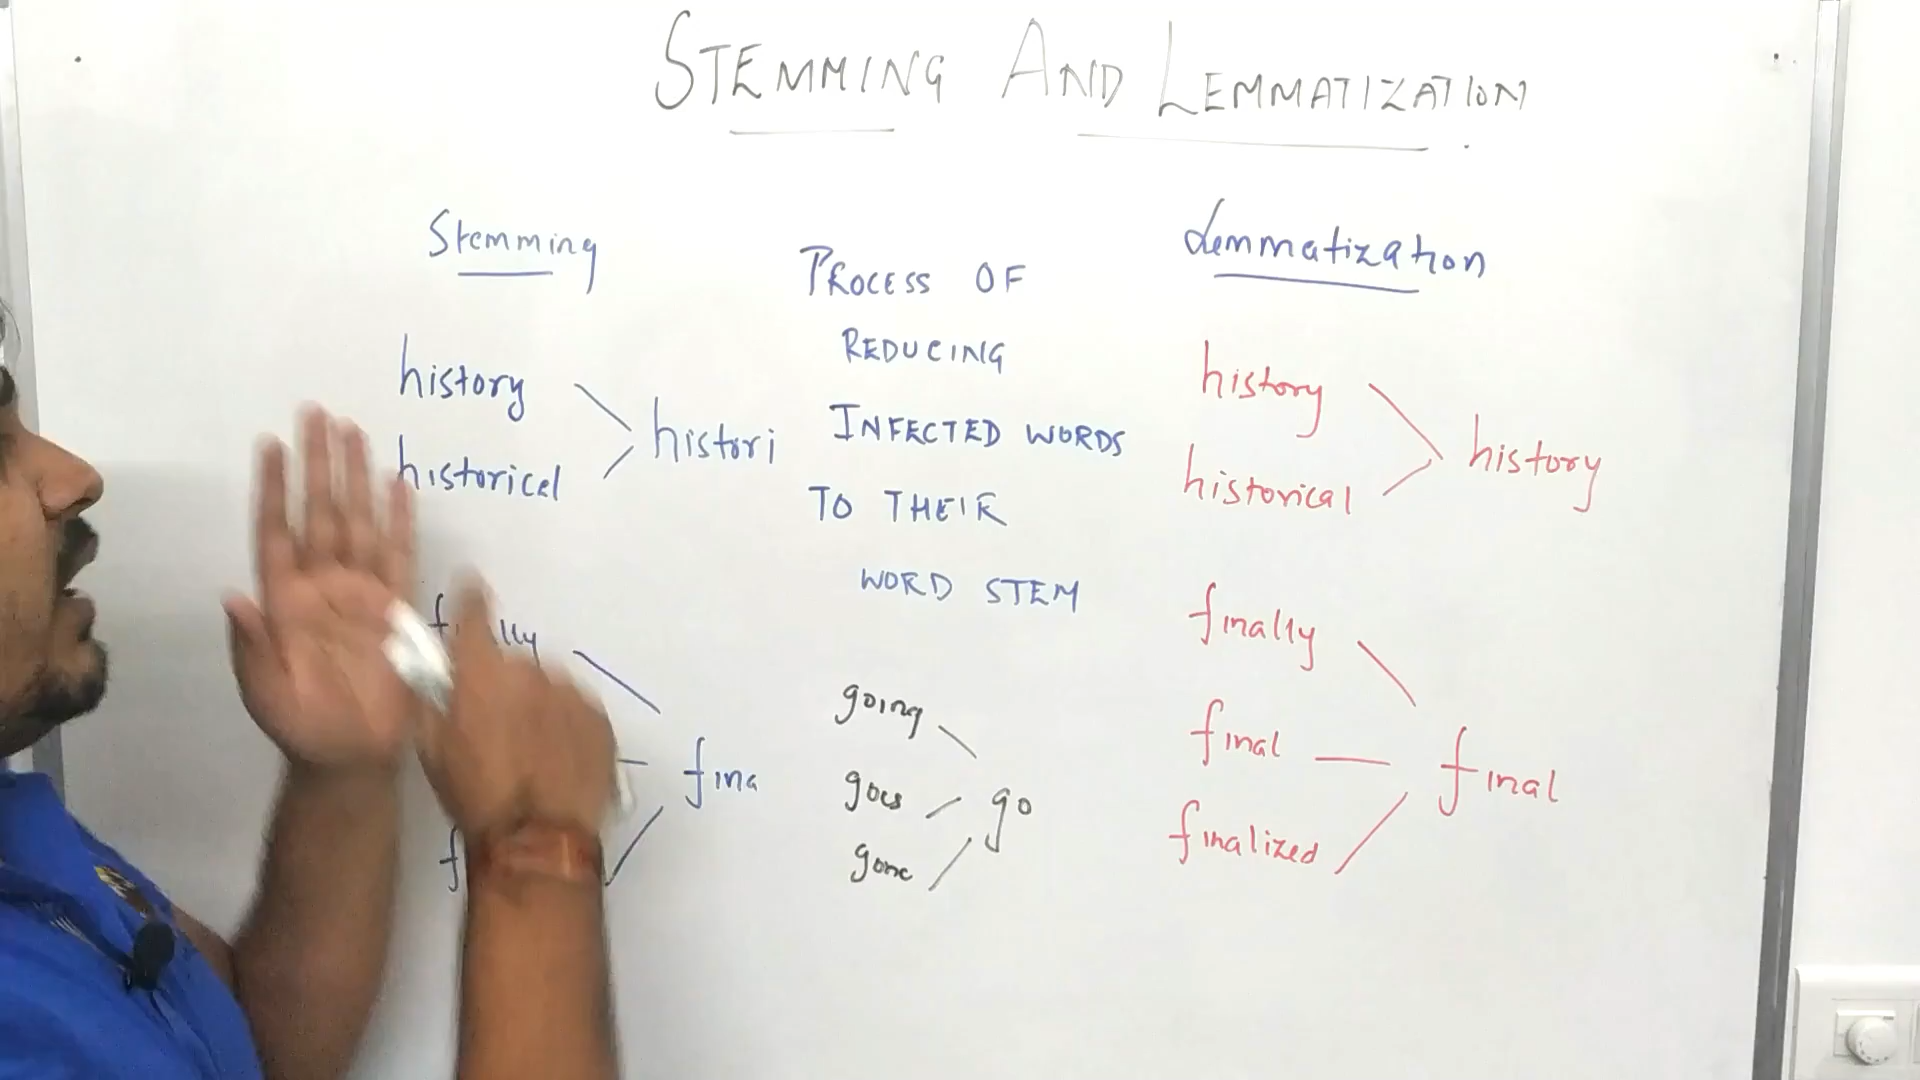 STEMMING AND LEMMATIZATION
Stemming
history
historical
histori
fina
PROCESS OF
REDUCING
INFECTED WORDS
TO THEIR
WORD STEM
going
goes
gone
go
Lemmatization
history
historical
history
finally
final
finalized
final